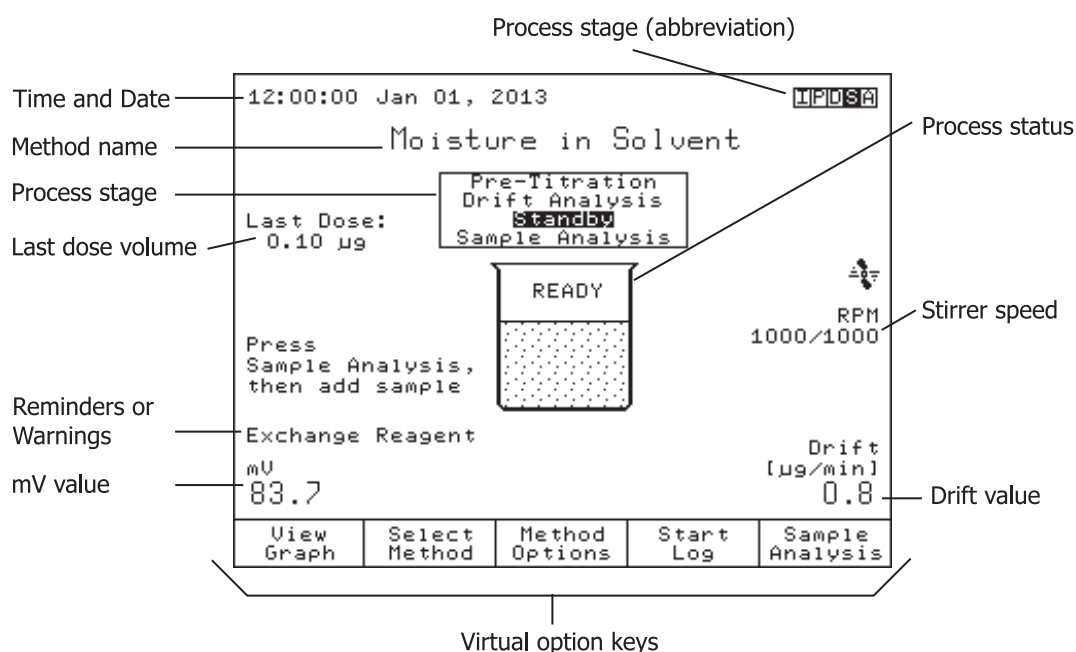 Process stage (abbreviation)
Time and Date
12:00:00 Jan 01, 2013
IPDSA
Process status
Method name
Moisture in Solvent
Process stage
Pre-Titration
Drift Analysis
Standby
Sample Analysis
Last Dose:
0.10 µg
Last dose volume
READY
RPM
1000/1000
Stirrer speed
Press
Sample Analysis,
then add sample
Reminders or
Warnings
Exchange Reagent
Drift
[µg/min]
0.8
Drift value
mV
83.7
mV value
View
Graph
Select
Method
Method
Options
Start
Log
Sample
Analysis
Virtual option keys